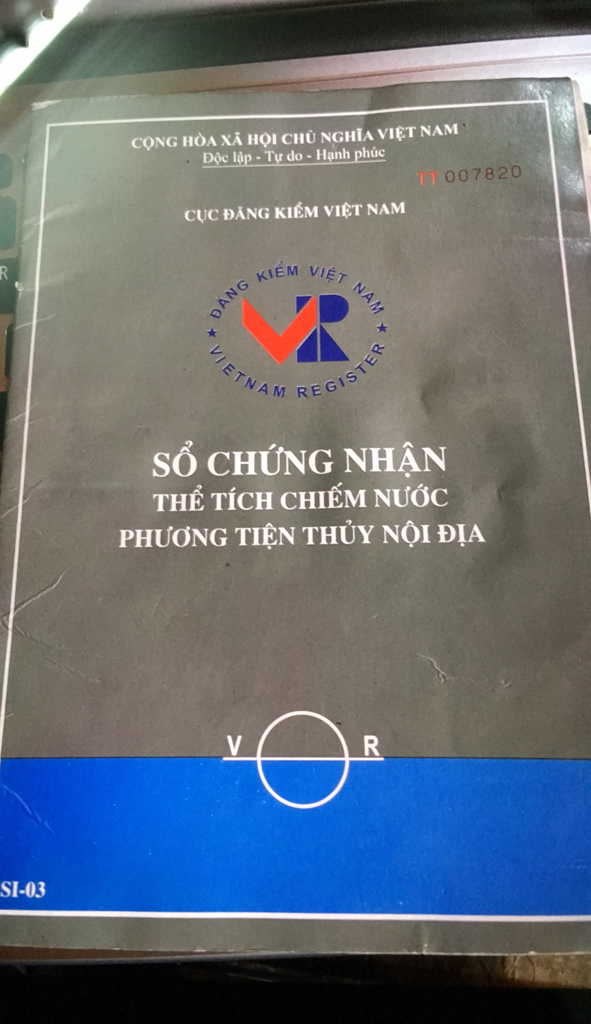 CỘNG HÒA XÃ HỘI CHỦ NGHĨA VIỆT NAM
Độc lập - Tự do - Hạnh phúc
TT 007820
CỤC ĐĂNG KIỂM VIỆT NAM
★ ĐĂNG KIỂM VIỆT NAM ★
VR
VIETNAM REGISTER
SỔ CHỨNG NHẬN
THỂ TÍCH CHIẾM NƯỚC
PHƯƠNG TIỆN THỦY NỘI ĐỊA
V R
SI-03
R